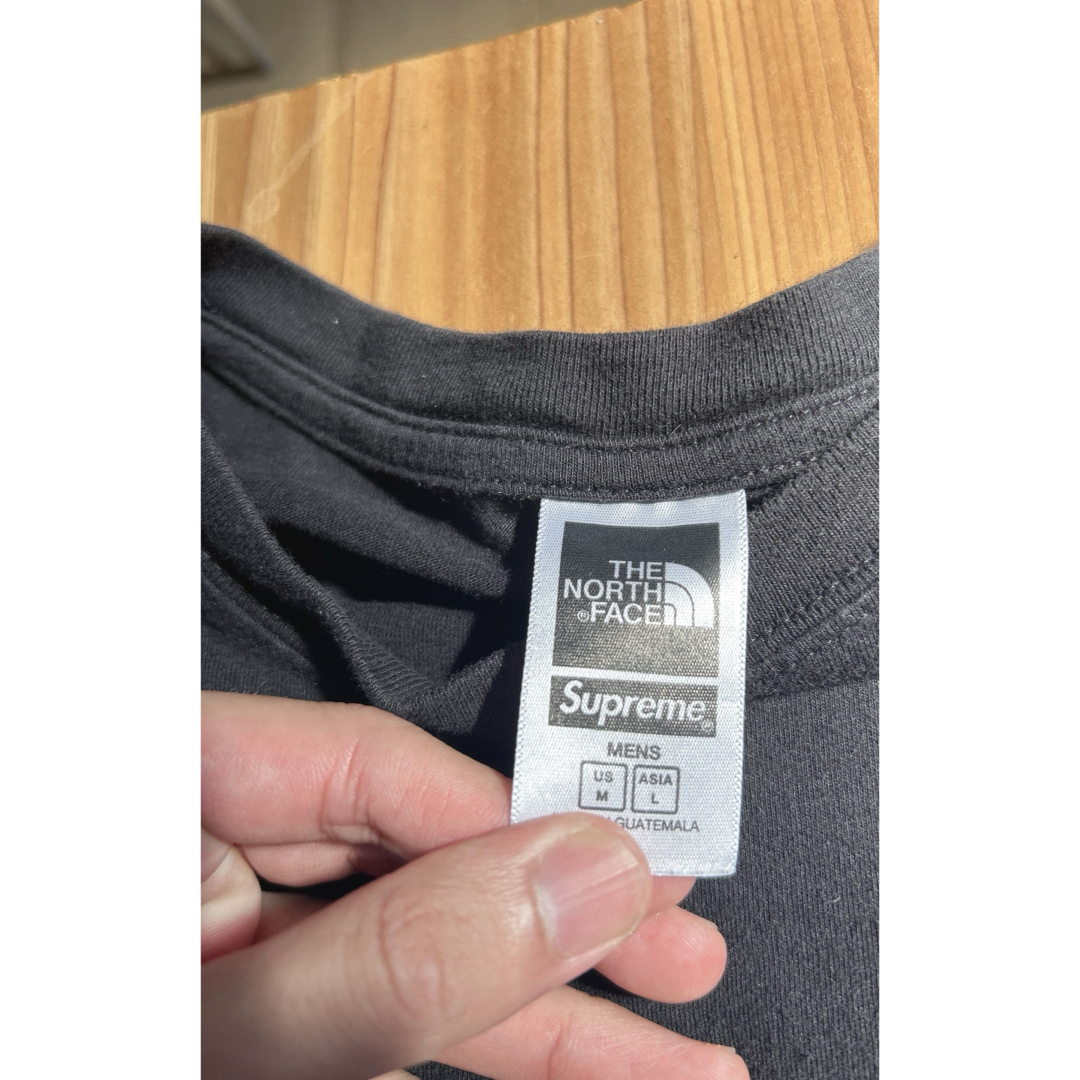 THE
NORTH
®FACE
Supreme®
MENS
US ASIA
M L
GUATEMALA